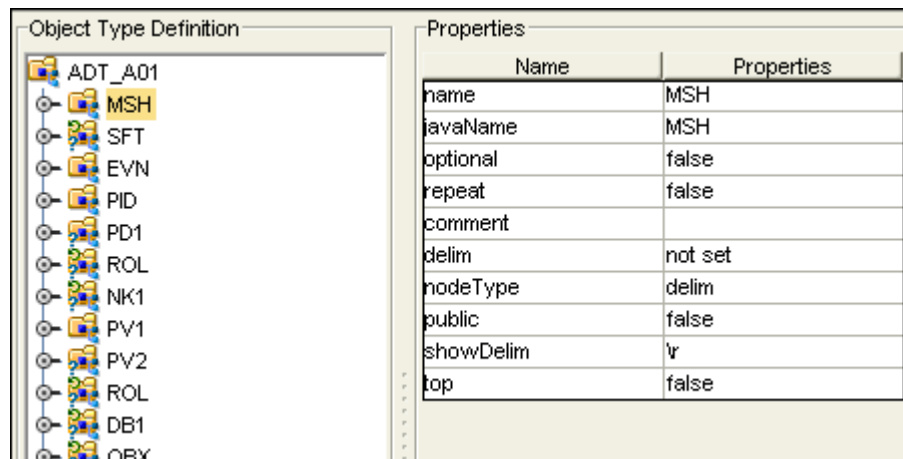 Object Type Definition
ADT_A01
MSH
SFT
EVN
PID
PD1
ROL
NK1
PV1
PV2
ROL
DB1
OBX
Properties
Name Properties
name MSH
javaName MSH
optional false
repeat false
comment
delim not set
nodeType delim
public false
showDelim \r
top false